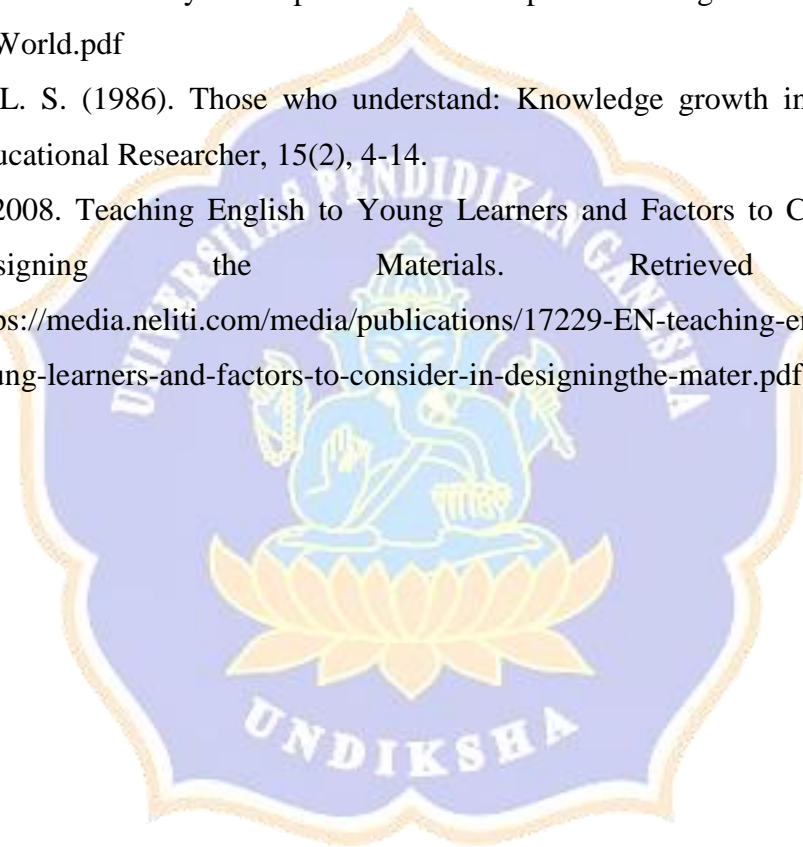 World.pdf
L. S. (1986). Those who understand: Knowledge growth in
ucational Researcher, 15(2), 4-14.
2008. Teaching English to Young Learners and Factors to C
signing the Materials. Retrieved
ps://media.neliti.com/media/publications/17229-EN-teaching-e
ung-learners-and-factors-to-consider-in-designingthe-mater.pdf
UNIVERSITAS PENDIDIKAN GANESHA
UNDIKSHA